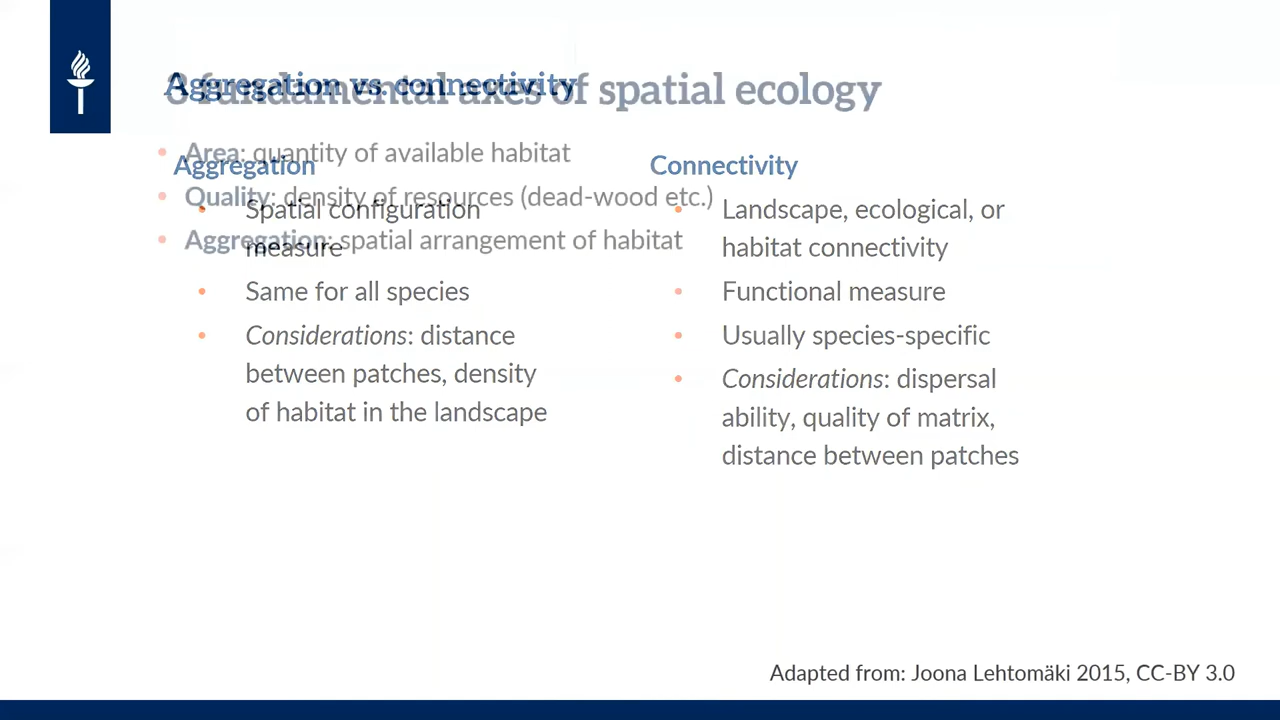 Aggregation vs. connectivity
3 fundamental axes of spatial ecology
• Area: quantity of available habitat
• Quality: density of resources (dead-wood etc.)
• Aggregation: spatial arrangement of habitat
Aggregation
• Spatial configuration
measure
• Same for all species
• Considerations: distance
between patches, density
of habitat in the landscape
Connectivity
• Landscape, ecological, or
habitat connectivity
• Functional measure
• Usually species-specific
• Considerations: dispersal
ability, quality of matrix,
distance between patches
Adapted from: Joona Lehtomäki 2015, CC-BY 3.0